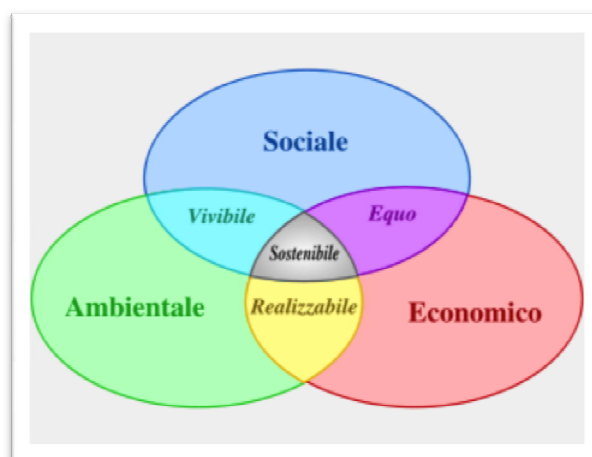 Sociale
Vivibile
Equo
Sostenibile
Ambientale
Realizzabile
Economico